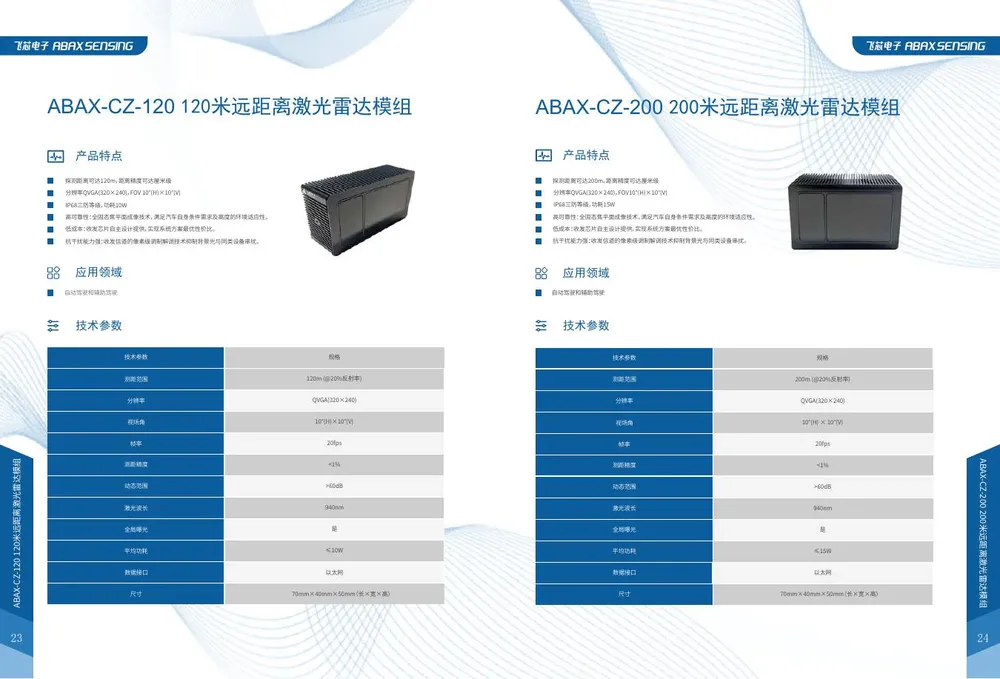 飞芯电子 ABAX SENSING
ABAX-CZ-120 120米远距离激光雷达模组
产品特点
探测距离可达120m,距离精度可达厘米级
分辨率QVGA(320×240), FOV 10°(H)×10°(V)
IP68三防等级, 功耗10W
高可靠性: 全固态焦平面成像技术, 满足汽车自身条件需求及高度的环境适应性。
低成本: 收发芯片自主设计提供, 实现系统方案最优性价比。
抗干扰能力强: 收发信道的像素级调制解调技术抑制背景光与同类设备串扰。
应用领域
自动驾驶和辅助驾驶
技术参数
技术参数 规格
测距范围 120m (@20%反射率)
分辨率 QVGA(320×240)
视场角 10°(H)×10°(V)
帧率 20fps
测距精度 <1%
动态范围 >60dB
激光波长 940nm
全局曝光 是
平均功耗 ≤10W
数据接口 以太网
尺寸 70mm×40mm×50mm (长×宽×高)
ABAX-CZ-120 120米远距离激光雷达模组
23
飞芯电子 ABAX SENSING
ABAX-CZ-200 200米远距离激光雷达模组
产品特点
探测距离可达200m, 距离精度可达厘米级
分辨率QVGA(320×240), FOV10°(H)×10°(V)
IP68三防等级, 功耗15W
高可靠性: 全固态焦平面成像技术, 满足汽车自身条件需求及高度的环境适应性。
低成本: 收发芯片自主设计提供, 实现系统方案最优性价比。
抗干扰能力强: 收发信道的像素级调制解调技术抑制背景光与同类设备串扰。
应用领域
自动驾驶和辅助驾驶
技术参数
技术参数 规格
测距范围 200m (@20%反射率)
分辨率 QVGA(320×240)
视场角 10°(H) × 10°(V)
帧率 20fps
测距精度 <1%
动态范围 >60dB
激光波长 940nm
全局曝光 是
平均功耗 ≤15W
数据接口 以太网
尺寸 70mm×40mm×50mm (长×宽×高)
ABAX-CZ-200 200米远距离激光雷达模组
24